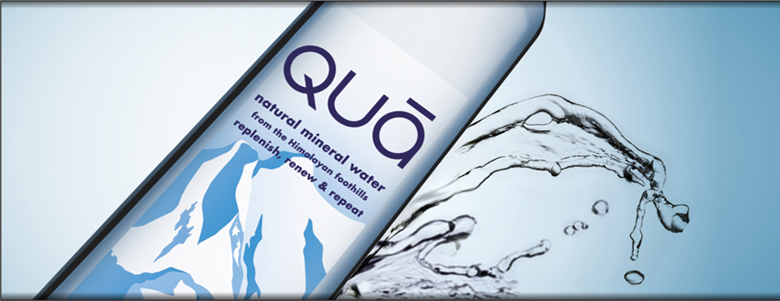 QUā
natural mineral water
from the Himalayan foothills
replenish, renew & repeat